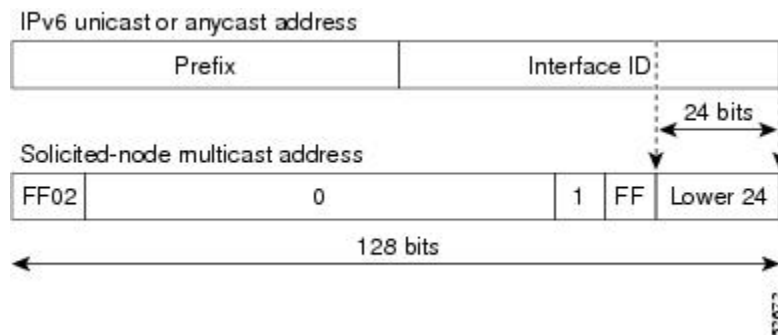 IPv6 unicast or anycast address
Prefix Interface ID
24 bits
Solicited-node multicast address
FF02 0 1 FF Lower 24
128 bits